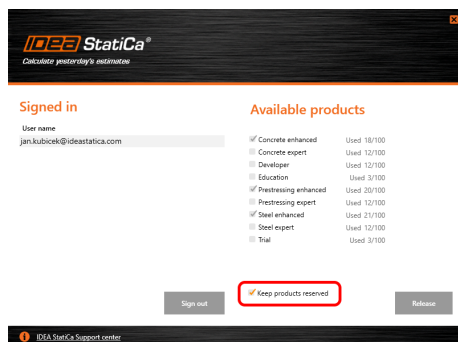 IDEA StatiCa®
Calculate yesterday's estimates
Signed in
User name
jan.kubicek@ideastatica.com
Sign out
Available products
Concrete enhanced Used 18/100
Concrete expert Used 12/100
Developer Used 12/100
Education Used 3/100
Prestressing enhanced Used 20/100
Prestressing expert Used 12/100
Steel enhanced Used 21/100
Steel expert Used 12/100
Trial Used 3/100
Keep products reserved
Release
IDEA StatiCa Support center